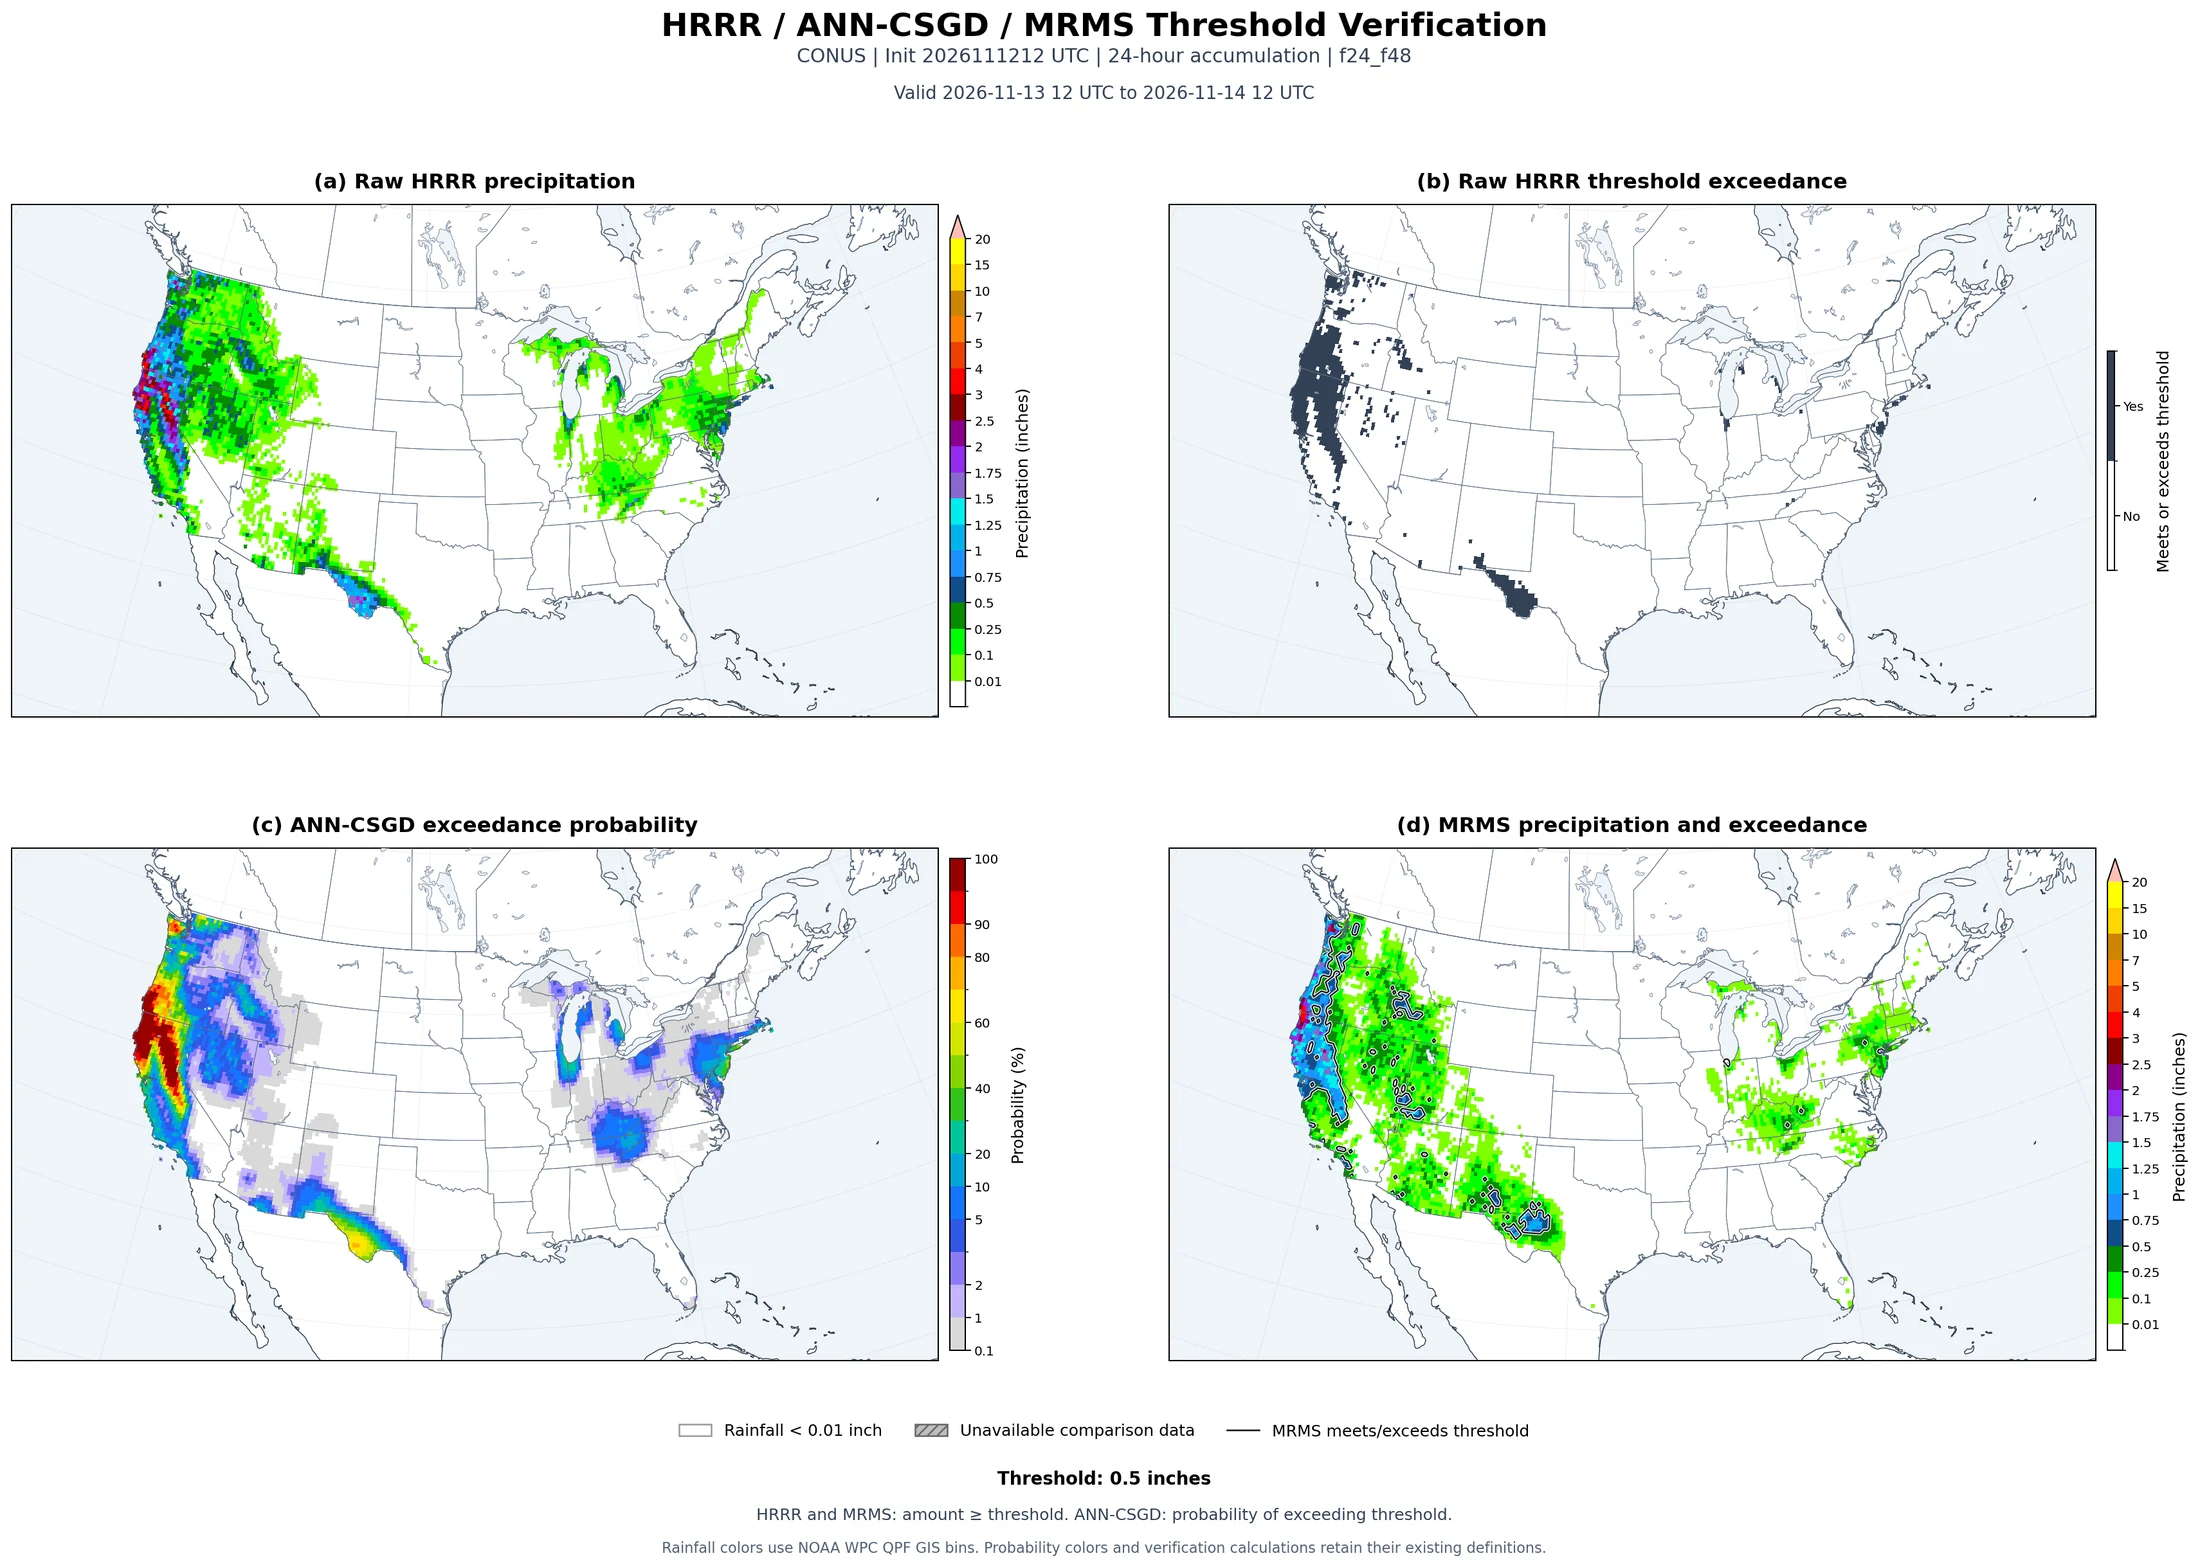 HRRR / ANN-CSGD / MRMS Threshold Verification
CONUS | Init 2026111212 UTC | 24-hour accumulation | f24_f48
Valid 2026-11-13 12 UTC to 2026-11-14 12 UTC
(a) Raw HRRR precipitation
20
15
10
7
5
4
3
2.5
2
1.75
1.5
1.25
1
0.75
0.5
0.25
0.1
0.01
Precipitation (inches)
(b) Raw HRRR threshold exceedance
Yes
No
Meets or exceeds threshold
(c) ANN-CSGD exceedance probability
100
90
80
60
40
20
10
5
2
1
0.1
Probability (%)
(d) MRMS precipitation and exceedance
20
15
10
7
5
4
3
2.5
2
1.75
1.5
1.25
1
0.75
0.5
0.25
0.1
0.01
Precipitation (inches)
Rainfall < 0.01 inch
Unavailable comparison data
MRMS meets/exceeds threshold
Threshold: 0.5 inches
HRRR and MRMS: amount ≥ threshold. ANN-CSGD: probability of exceeding threshold.
Rainfall colors use NOAA WPC QPF GIS bins. Probability colors and verification calculations retain their existing definitions.